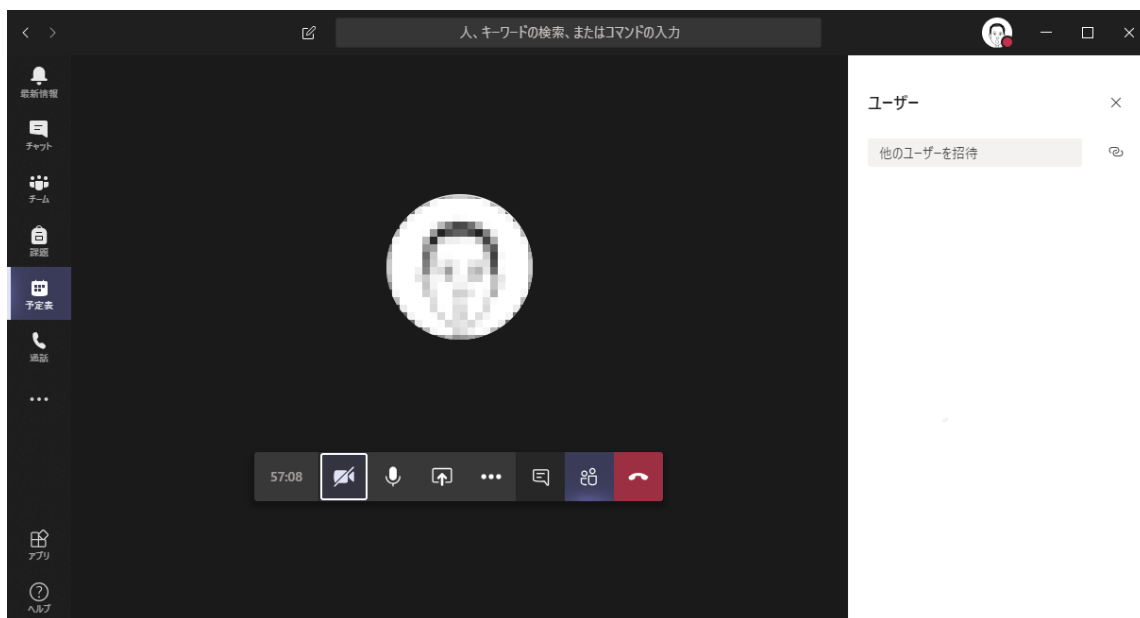 人、キーワードの検索、またはコマンドの入力
最新情報
チャット
チーム
課題
予定表
通話
アプリ
ヘルプ
57:08
ユーザー
他のユーザーを招待